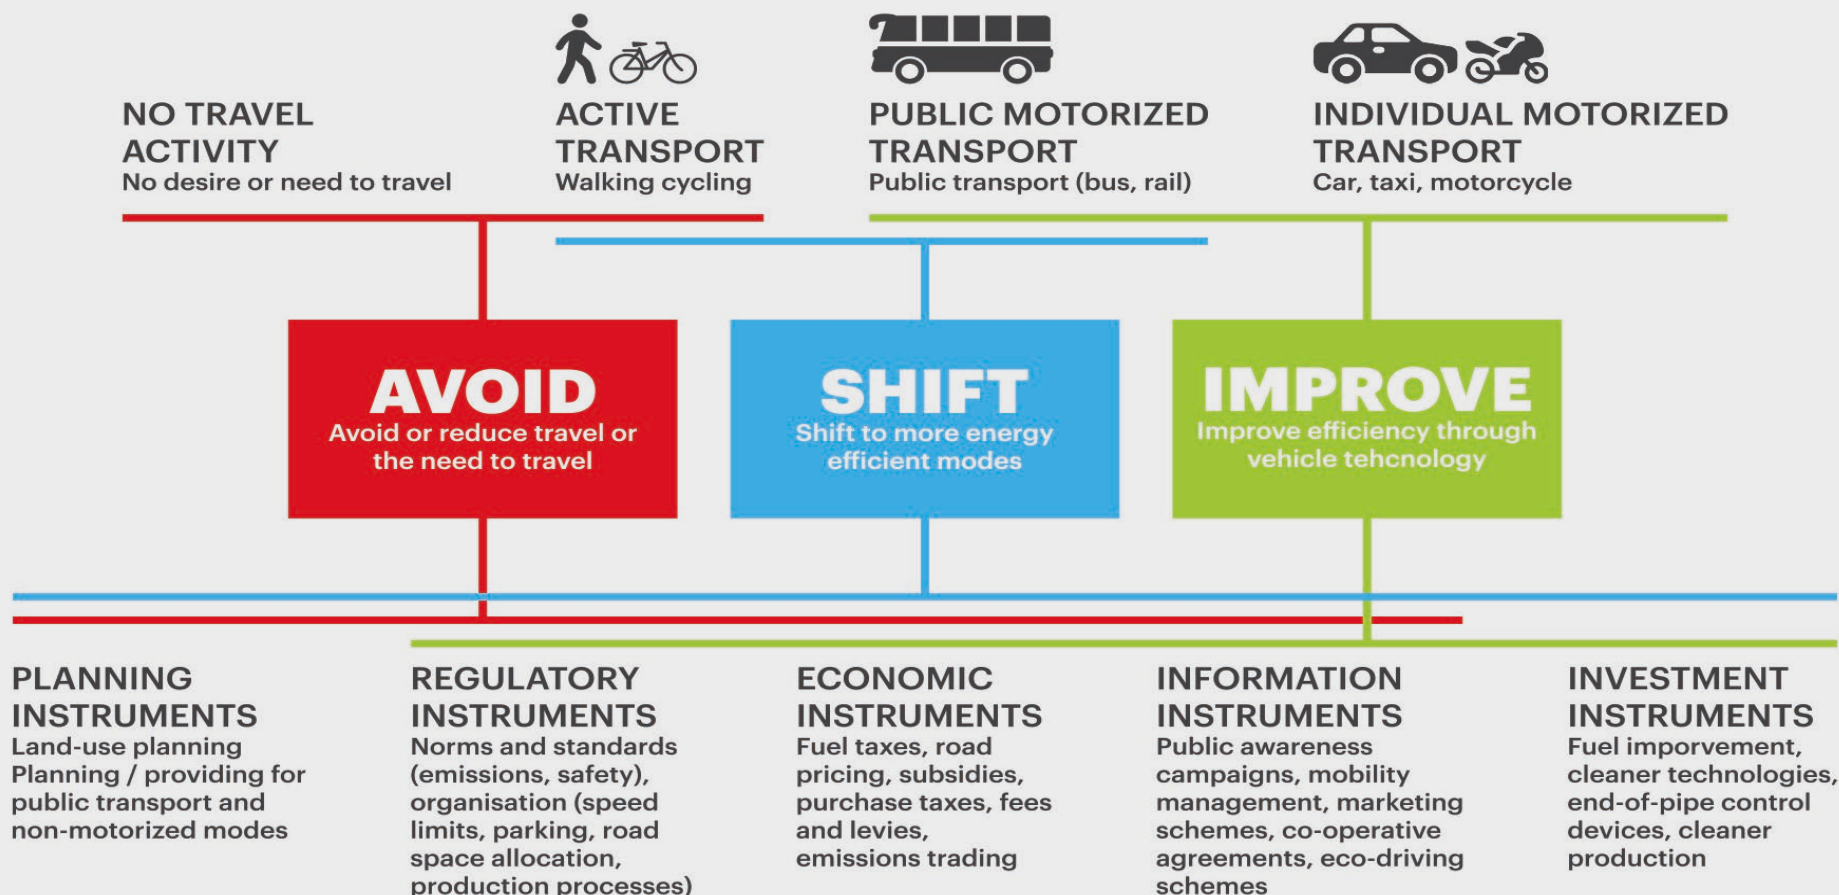 NO TRAVEL
ACTIVITY
No desire or need to travel
ACTIVE
TRANSPORT
Walking cycling
PUBLIC MOTORIZED
TRANSPORT
Public transport (bus, rail)
INDIVIDUAL MOTORIZED
TRANSPORT
Car, taxi, motorcycle
AVOID
Avoid or reduce travel or
the need to travel
SHIFT
Shift to more energy
efficient modes
IMPROVE
Improve efficiency through
vehicle tehcnology
PLANNING
INSTRUMENTS
Land-use planning
Planning / providing for
public transport and
non-motorized modes
REGULATORY
INSTRUMENTS
Norms and standards
(emissions, safety),
organisation (speed
limits, parking, road
space allocation,
production processes)
ECONOMIC
INSTRUMENTS
Fuel taxes, road
pricing, subsidies,
purchase taxes, fees
and levies,
emissions trading
INFORMATION
INSTRUMENTS
Public awareness
campaigns, mobility
management, marketing
schemes, co-operative
agreements, eco-driving
schemes
INVESTMENT
INSTRUMENTS
Fuel imporvement,
cleaner technologies,
end-of-pipe control
devices, cleaner
production